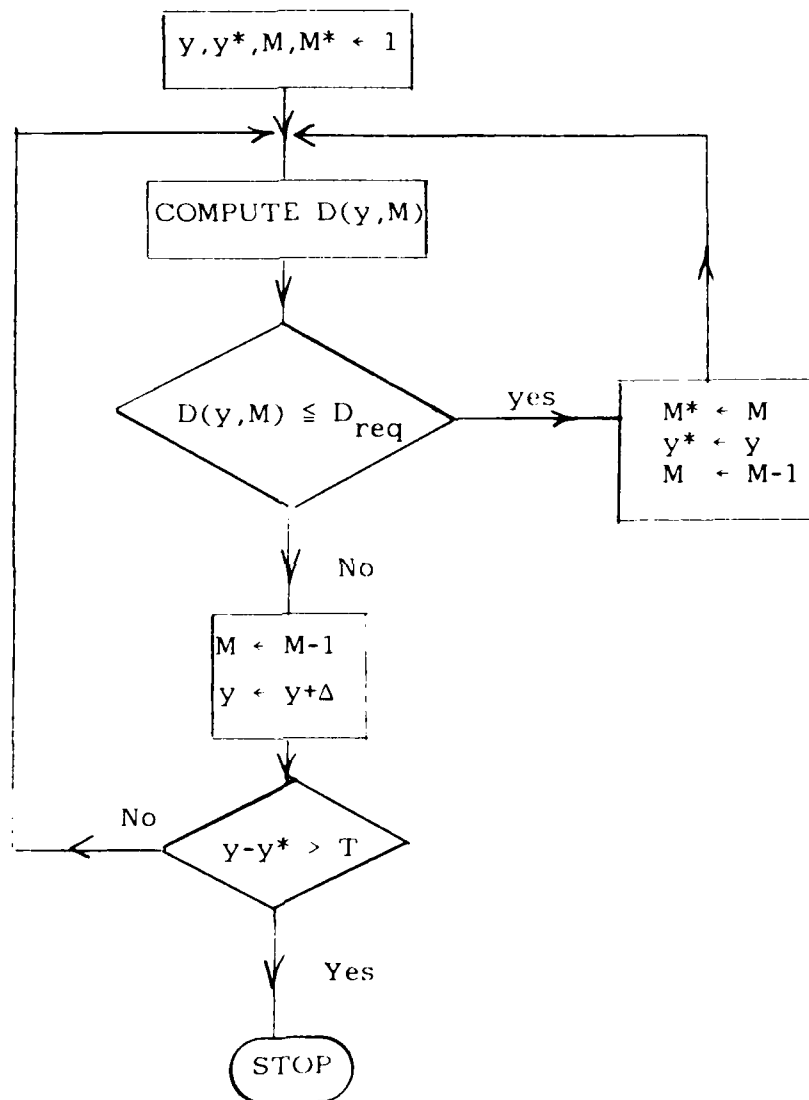 y,y*,M,M* ← 1
COMPUTE D(y,M)
D(y,M) ≦ D_req
yes
M* ← M
y* ← y
M ← M-1
No
M ← M-1
y ← y+Δ
No
y-y* > T
Yes
STOP